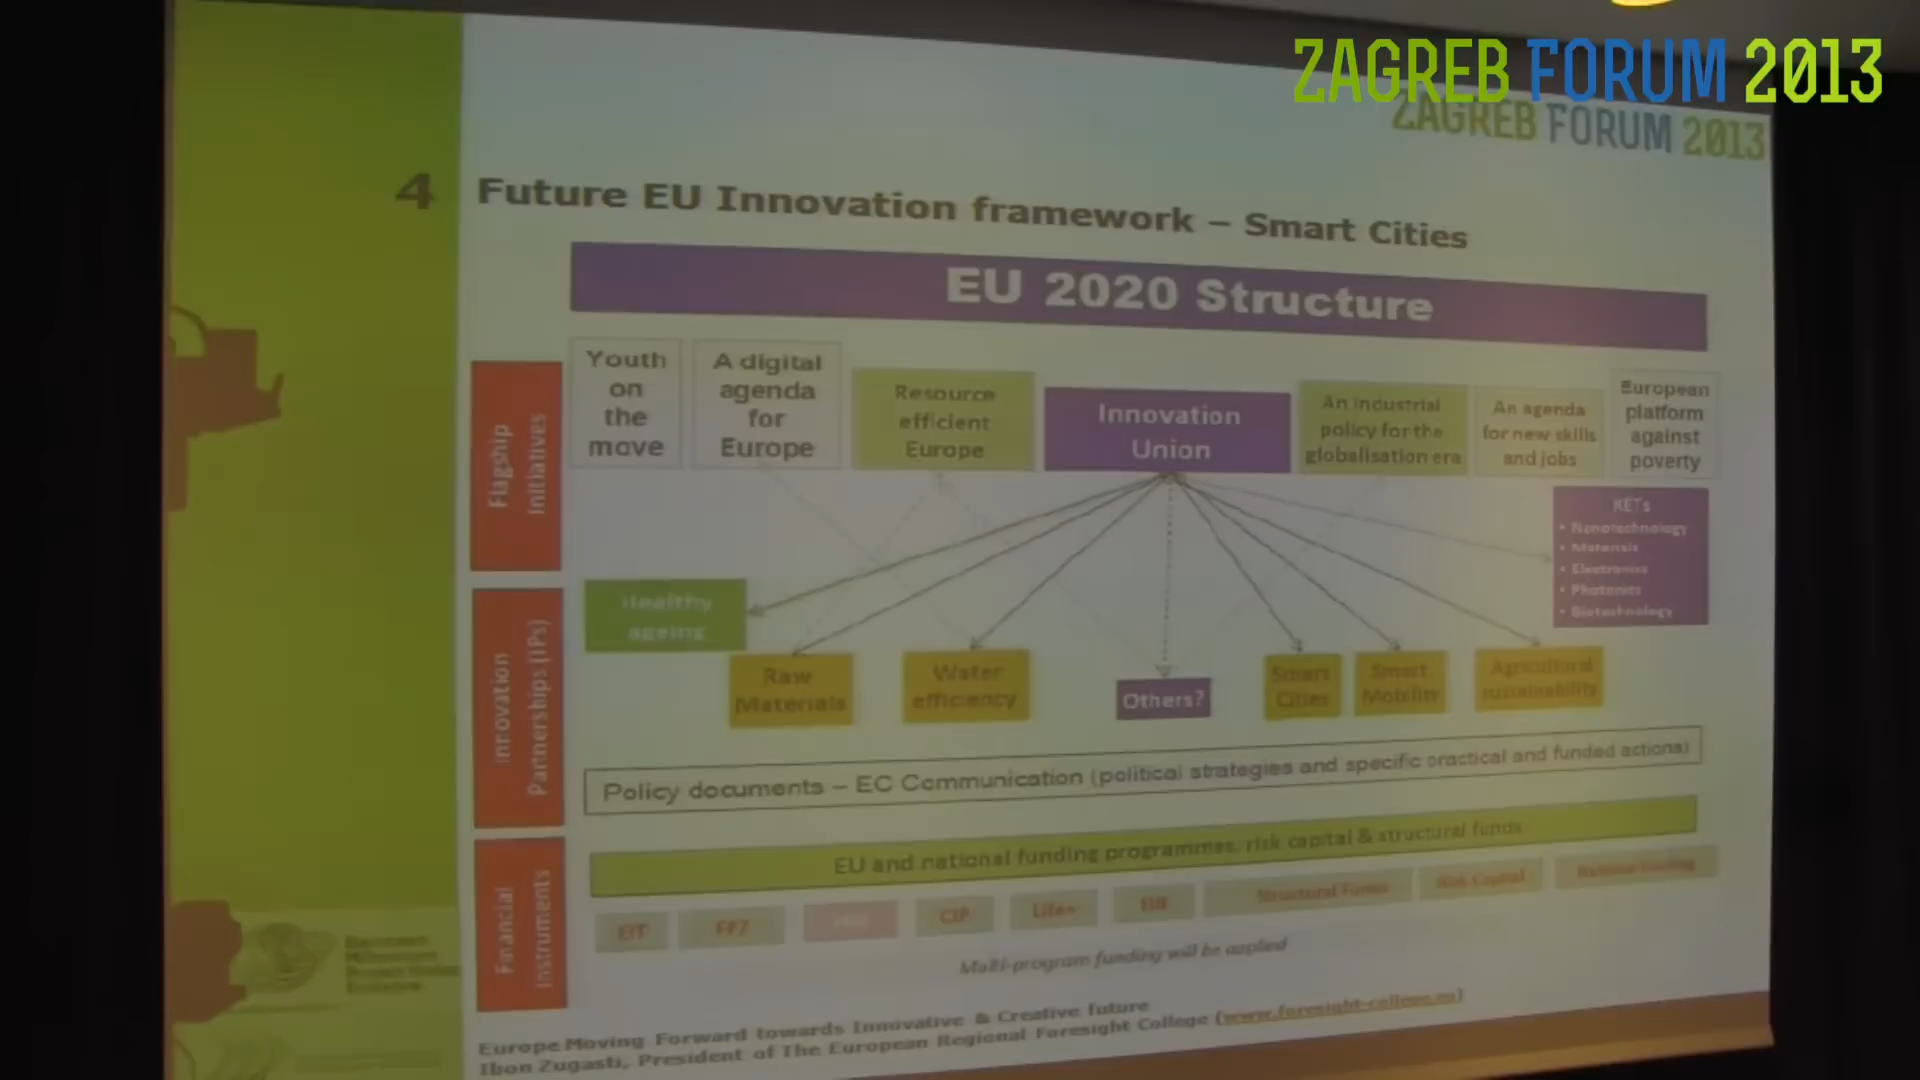 ZAGREB FORUM 2013
ZAGREB FORUM 2013
4 Future EU Innovation framework – Smart Cities
EU 2020 Structure
Flagship
Initiatives
Youth
on
the
move
A digital
agenda
for
Europe
Resource
efficient
Europe
Innovation
Union
An industrial
policy for the
globalisation era
An agenda
for new skills
and jobs
European
platform
against
poverty
KETs
• Nanotechnology
• Materials
• Electronics
• Photonics
• Biotechnology
Innovation
Partnerships (IPs)
Healthy
ageing
Raw
Materials
Water
efficiency
Others?
Smart
Cities
Smart
Mobility
Agricultural
sustainability
Policy documents – EC Communication (political strategies and specific practical and funded actions)
Financial
Instruments
EU and national funding programmes, risk capital & structural funds
EIT
FP7
CIP
Life+
EIB
Structural Funds
Risk Capital
National Funding
Multi-program funding will be applied
Europe Moving Forward towards Innovative & Creative future
Ibon Zugasti, President of The European Regional Foresight College (www.foresight-college.eu)